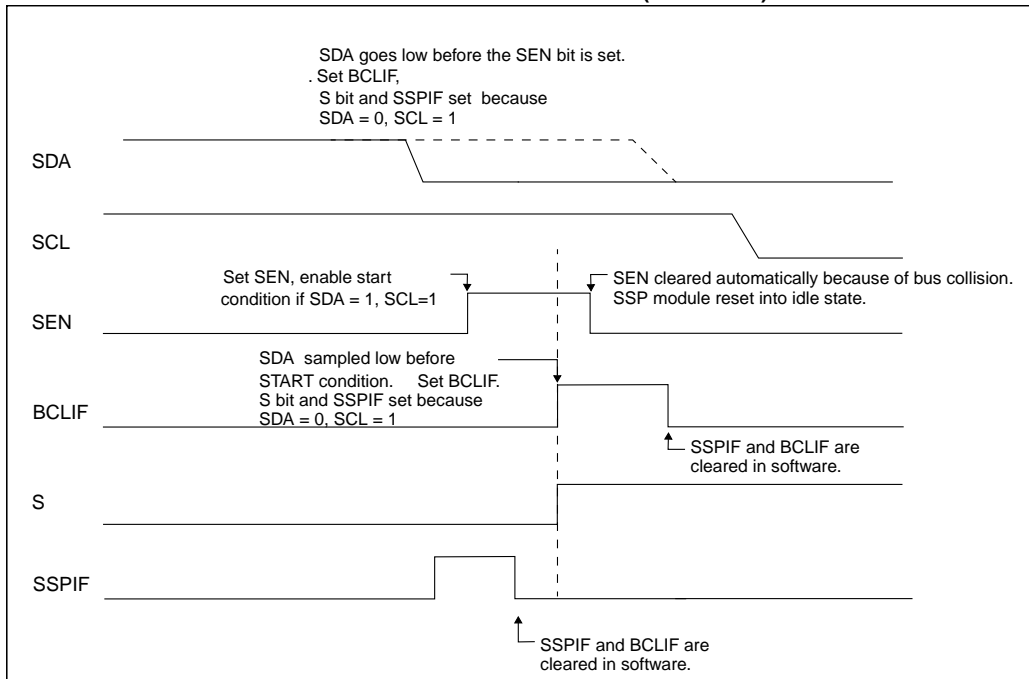 SDA goes low before the SEN bit is set.
. Set BCLIF,
S bit and SSPIF set because
SDA = 0, SCL = 1
SDA
SCL
Set SEN, enable start
condition if SDA = 1, SCL=1
SEN cleared automatically because of bus collision.
SSP module reset into idle state.
SEN
SDA sampled low before
START condition. Set BCLIF.
S bit and SSPIF set because
SDA = 0, SCL = 1
BCLIF
SSPIF and BCLIF are
cleared in software.
S
SSPIF
SSPIF and BCLIF are
cleared in software.